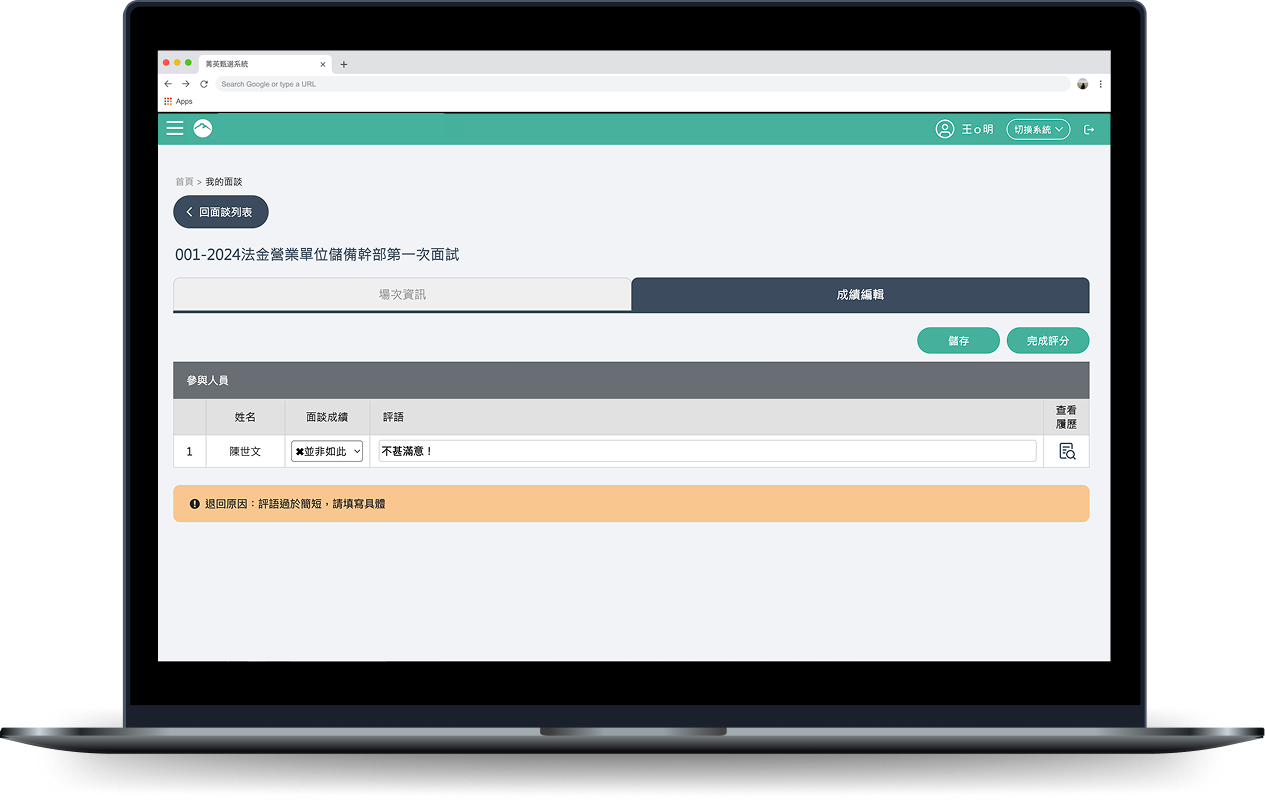 菁英甄選系統
Search Google or type a URL
Apps
王o明 切換系統
首頁 > 我的面談
回面談列表
001-2024法金營業單位儲備幹部第一次面試
場次資訊 成績編輯
儲存 完成評分
參與人員
姓名 面談成績 評語 查看履歷
1 陳世文 ✖並非如此 不甚滿意！
退回原因：評語過於簡短，請填寫具體